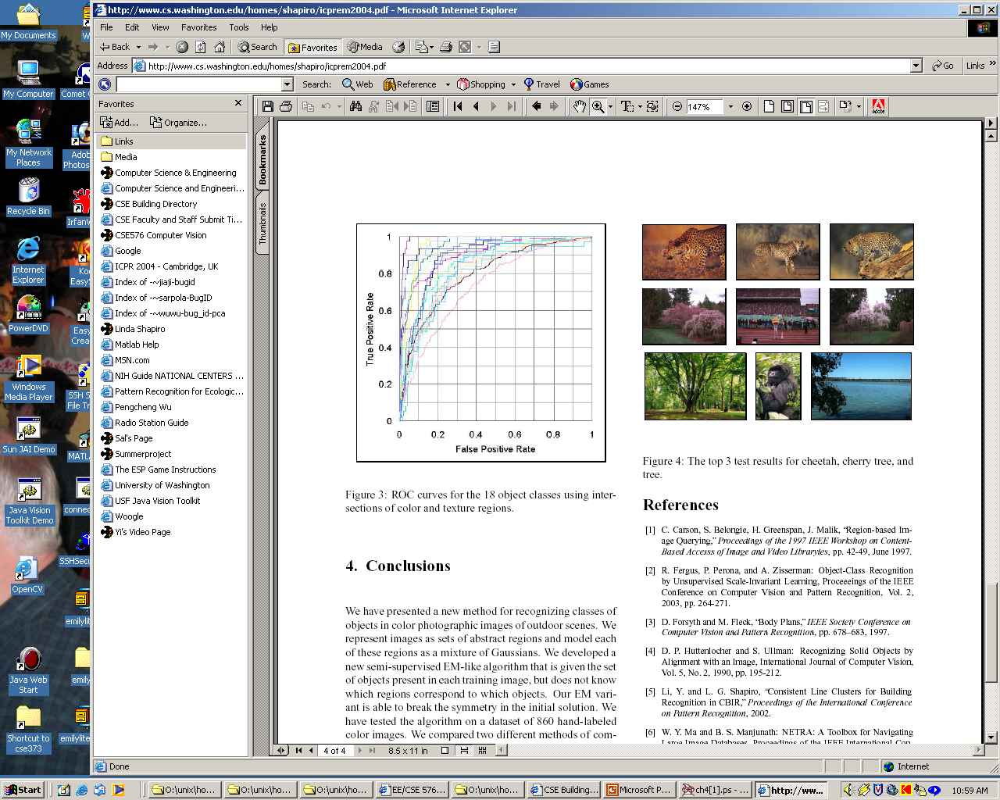 http://www.cs.washington.edu/homes/shapiro/icprem2004.pdf - Microsoft Internet Explorer
File Edit View Favorites Tools Help
Back Search Favorites Media
Address http://www.cs.washington.edu/homes/shapiro/icprem2004.pdf Go Links »
Search: Web Reference Shopping Travel Games
Favorites
Add... Organize...
Links
Media
Computer Science & Engineering
Computer Science and Engineeri...
CSE Building Directory
CSE Faculty and Staff Submit Ti...
CSE576 Computer Vision
Google
ICPR 2004 - Cambridge, UK
Index of -~jiaji-bugid
Index of -~sarpola-BugID
Index of -~wuwu-bug_id-pca
Linda Shapiro
Matlab Help
MSN.com
NIH Guide NATIONAL CENTERS ...
Pattern Recognition for Ecologic...
Pengcheng Wu
Radio Station Guide
Sal's Page
Summerproject
The ESP Game Instructions
University of Washington
USF Java Vision Toolkit
Woogle
Yi's Video Page
My Documents
My Computer
My Network
Places
Recycle Bin
Internet
Explorer
PowerDVD
Windows
Media Player
Sun JAI Demo
Java Vision
Toolkit Demo
OpenCV
Java Web
Start
Shortcut to
cse373
W
Comet C
Adob
Photos
IrfanV
Ko
EasyS
Eas
Crea
SSH S
File Tr
MATL
conne
SSHSec
emilylit
emily
emilylite
147%
Bookmarks
Thumbnails
True Positive Rate
1
0.8
0.6
0.4
0.2
0
0 0.2 0.4 0.6 0.8 1
False Positive Rate
Figure 3: ROC curves for the 18 object classes using inter-
sections of color and texture regions.
4. Conclusions
We have presented a new method for recognizing classes of
objects in color photographic images of outdoor scenes. We
represent images as sets of abstract regions and model each
of these regions as a mixture of Gaussians. We developed a
new semi-supervised EM-like algorithm that is given the set
of objects present in each training image, but does not know
which regions correspond to which objects. Our EM vari-
ant is able to break the symmetry in the initial solution. We
have tested the algorithm on a dataset of 860 hand-labeled
color images. We compared two different methods of com-
Figure 4: The top 3 test results for cheetah, cherry tree, and
tree.
References
[1] C. Carson, S. Belongie, H. Greenspan, J. Malik, “Region-based Im-
age Querying,” Proceedings of the 1997 IEEE Workshop on Content-
Based Accesss of Image and Video Librarytes, pp. 42-49, June 1997.
[2] R. Fergus, P. Perona, and A. Zisserman: Object-Class Recognition
by Unsupervised Scale-Invariant Learning, Proceeeings of the IEEE
Conference on Computer Vision and Pattern Recognition, Vol. 2,
2003, pp. 264-271.
[3] D. Forsyth and M. Fleck, “Body Plans,” IEEE Society Conference on
Computer Vision and Pattern Recognition, pp. 678–683, 1997.
[4] D. P. Huttenlocher and S. Ullman: Recognizing Solid Objects by
Alignment with an Image, International Journal of Computer Vision,
Vol. 5, No. 2, 1990, pp. 195-212.
[5] Li, Y. and L. G. Shapiro, “Consistent Line Clusters for Building
Recognition in CBIR,” Proceedings of the International Conference
on Pattern Recognition, 2002.
[6] W. Y. Ma and B. S. Manjunath: NETRA: A Toolbox for Navigating
Large Image Databases, Proceedings of the IEEE International Con-
4 of 4 8.5 x 11 in
Done Internet
Start O:\unix\ho... O:\unix\ho... O:\unix\ho... EE/CSE 576... O:\unix\ho... CSE Building... Microsoft P... ch4[1].ps - ... http://ww... 10:59 AM